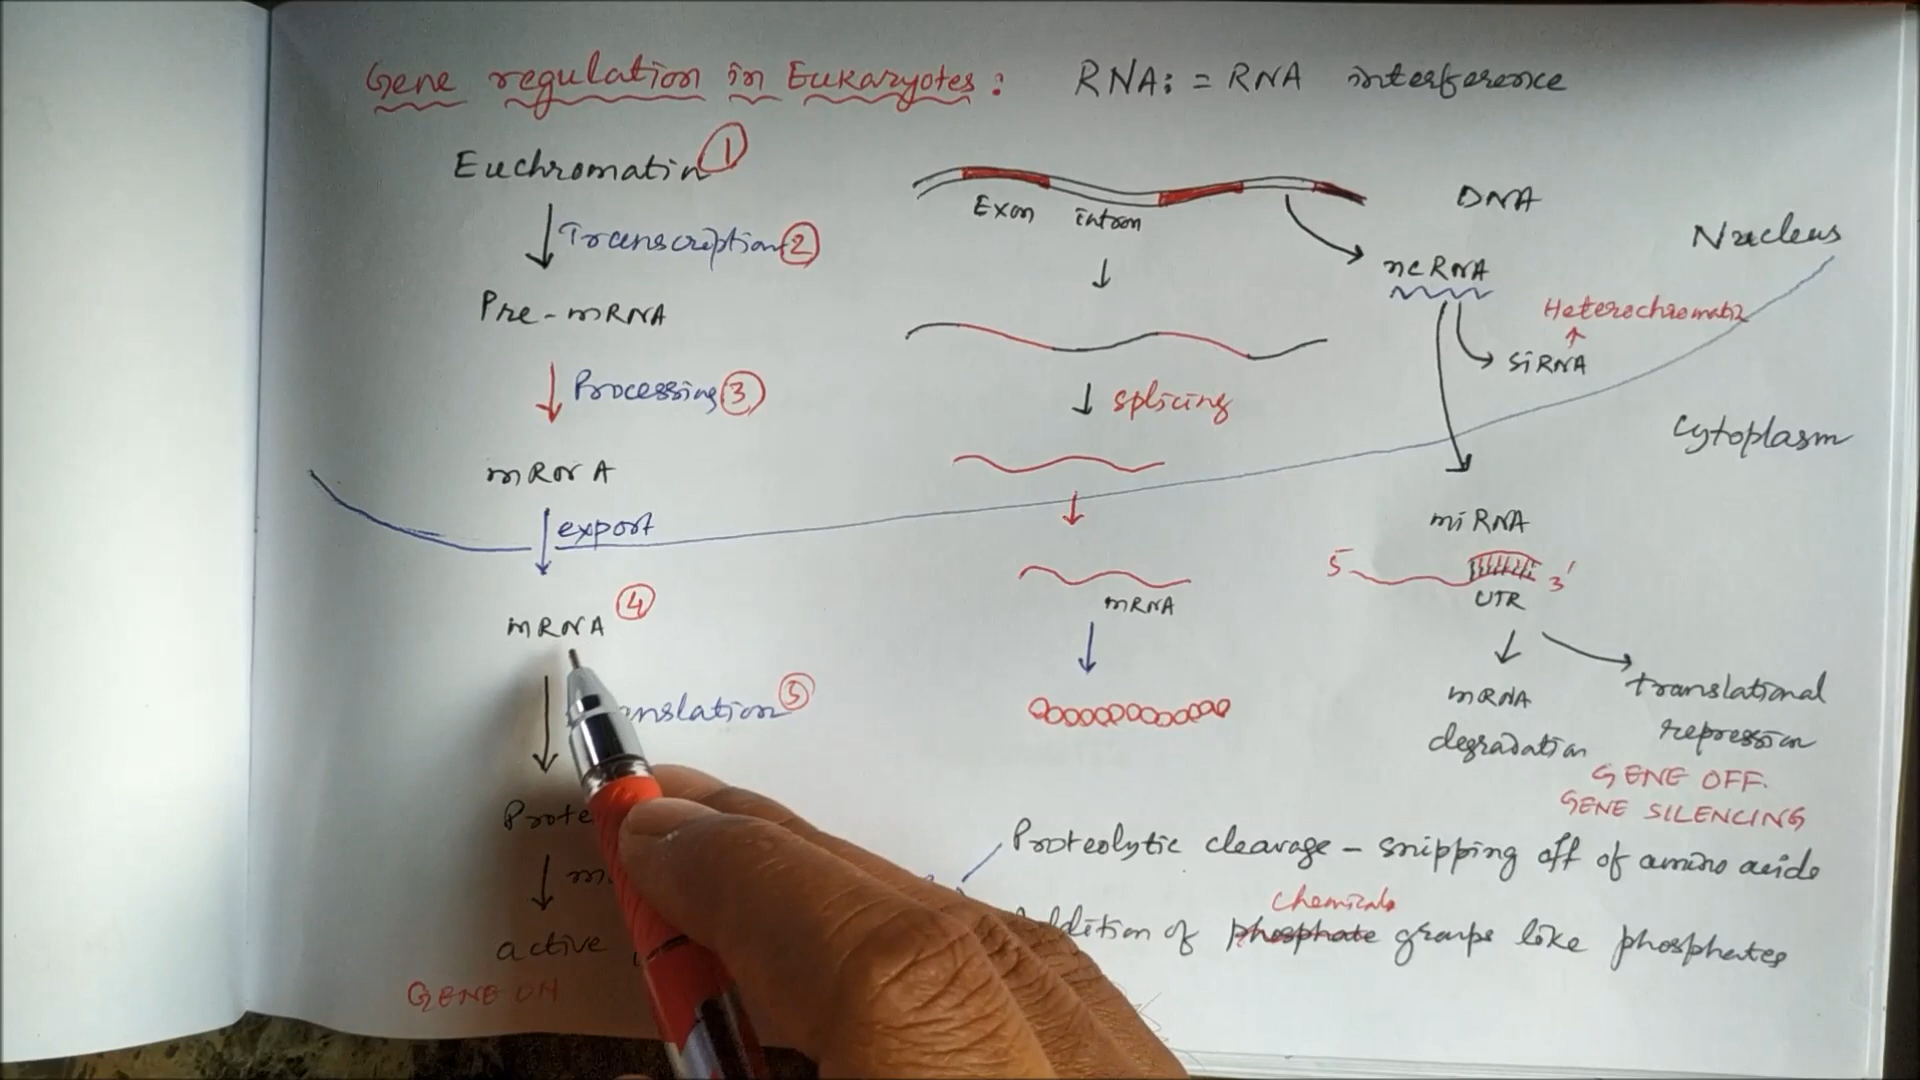 Gene regulation in Eukaryotes: RNAi = RNA interference
Euchromatin 1
Transcription 2
Pre-mRNA
Processing 3
mRNA
export
mRNA 4
5
active
GENE ON
Exon intron
DNA
ncRNA
Nucleus
siRNA
splicing
Cytoplasm
miRNA
5 3'
UTR
mRNA
mRNA
degradation
translational
repression
GENE OFF.
GENE SILENCING
Proteolytic cleavage - snipping off of amino acids
chemicals
of phosphate groups like phosphates